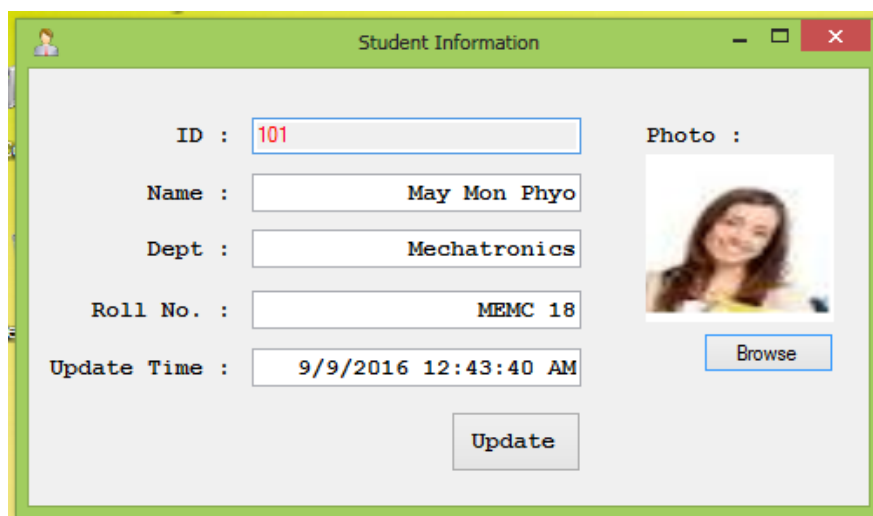 Student Information
ID : 101
Photo :
Name : May Mon Phyo
Dept : Mechatronics
Roll No. : MEMC 18
Browse
Update Time : 9/9/2016 12:43:40 AM
Update